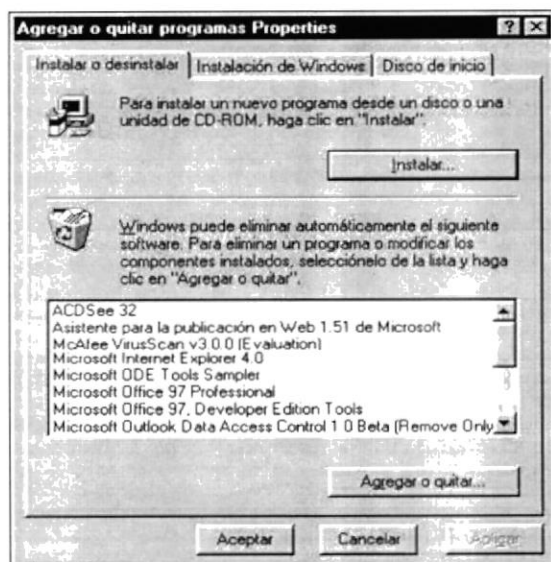 Agregar o quitar programas Properties
Instalar o desinstalar
Instalación de Windows
Disco de inicio
Para instalar un nuevo programa desde un disco o una
unidad de CD-ROM, haga clic en "Instalar".
Instalar...
Windows puede eliminar automáticamente el siguiente
software. Para eliminar un programa o modificar los
componentes instalados, selecciónelo de la lista y haga
clic en "Agregar o quitar".
ACDSee 32
Asistente para la publicación en Web 1.51 de Microsoft
McAfee VirusScan v3.0.0 (Evaluation)
Microsoft Internet Explorer 4.0
Microsoft ODE Tools Sampler
Microsoft Office 97 Professional
Microsoft Office 97, Developer Edition Tools
Microsoft Outlook Data Access Control 1.0 Beta (Remove Only
Agregar o quitar...
Aceptar
Cancelar
Aplicar